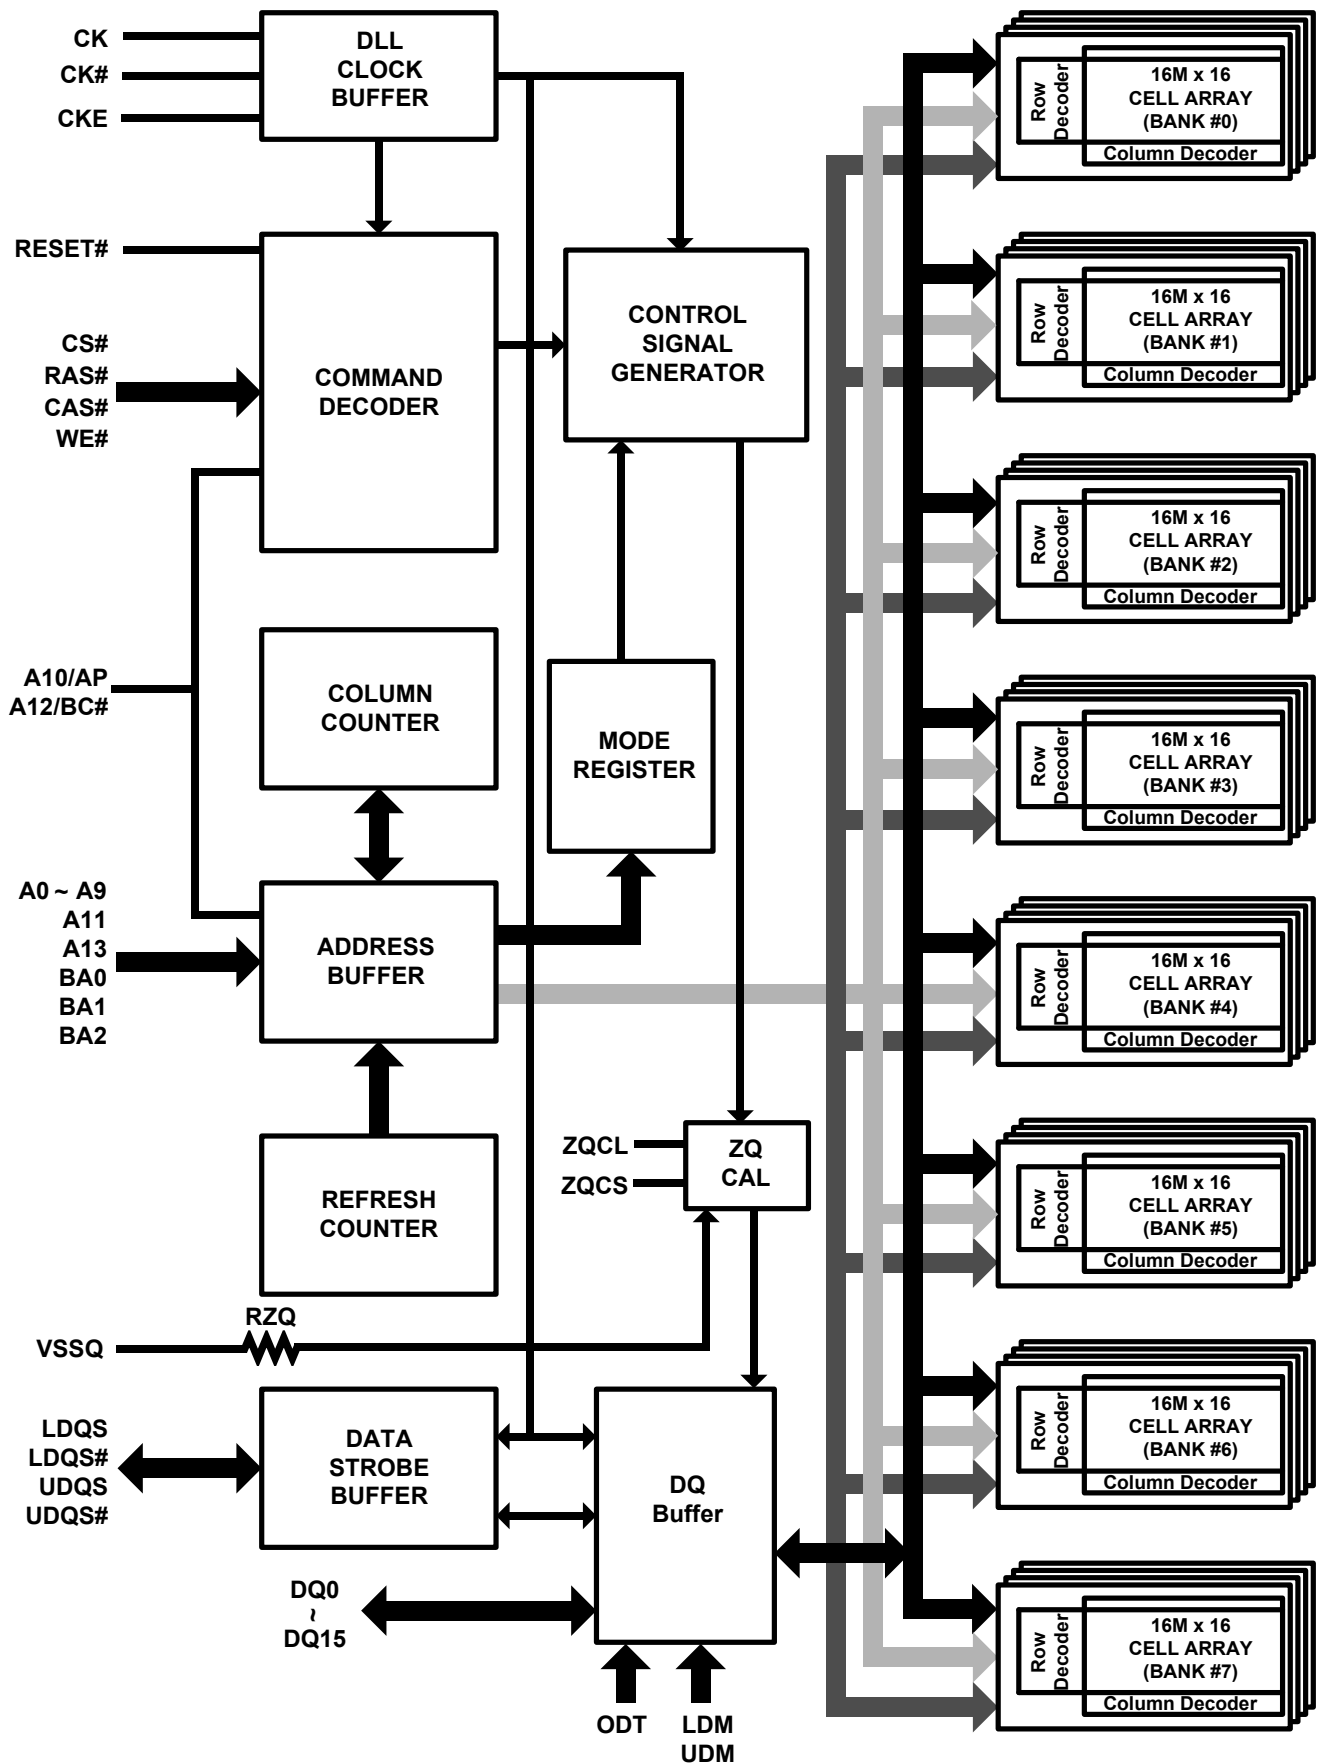 CK
CK#
CKE
DLL
CLOCK
BUFFER
RESET#
CS#
RAS#
CAS#
WE#
COMMAND
DECODER
CONTROL
SIGNAL
GENERATOR
A10/AP
A12/BC#
COLUMN
COUNTER
MODE
REGISTER
A0 ~ A9
A11
A13
BA0
BA1
BA2
ADDRESS
BUFFER
REFRESH
COUNTER
ZQCL
ZQCS
ZQ
CAL
RZQ
VSSQ
LDQS
LDQS#
UDQS
UDQS#
DATA
STROBE
BUFFER
DQ
Buffer
DQ0
~
DQ15
ODT
LDM
UDM
Row
Decoder
16M x 16
CELL ARRAY
(BANK #0)
Column Decoder
Row
Decoder
16M x 16
CELL ARRAY
(BANK #1)
Column Decoder
Row
Decoder
16M x 16
CELL ARRAY
(BANK #2)
Column Decoder
Row
Decoder
16M x 16
CELL ARRAY
(BANK #3)
Column Decoder
Row
Decoder
16M x 16
CELL ARRAY
(BANK #4)
Column Decoder
Row
Decoder
16M x 16
CELL ARRAY
(BANK #5)
Column Decoder
Row
Decoder
16M x 16
CELL ARRAY
(BANK #6)
Column Decoder
Row
Decoder
16M x 16
CELL ARRAY
(BANK #7)
Column Decoder